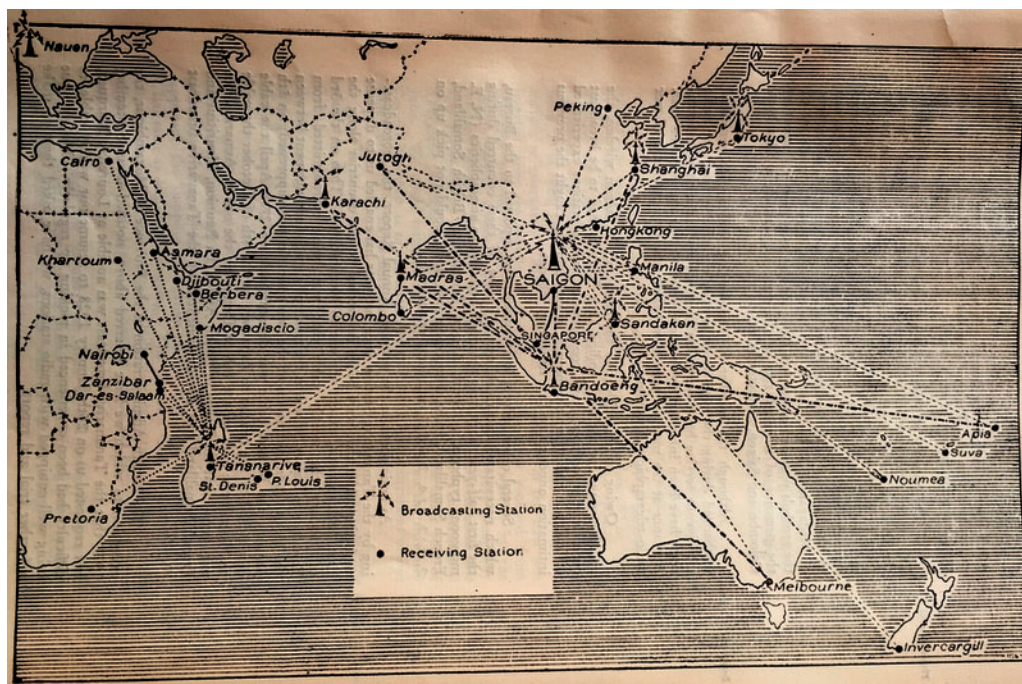 Nauen
Peking
Tokyo
Cairo
Jutogh
Shanghai
Karachi
Hongkong
Asmara
Khartoum
Manila
Madras
Djibouti
SAIGON
Berbera
Colombo
Sandakan
Mogadiscio
SINGAPORE
Nairobi
Zanzibar
Dar-es-Salaam
Bandoeng
Apia
Suva
Tananarive
P. Louis
St. Denis
Noumea
Pretoria
Broadcasting Station
Receiving Station
Melbourne
Invercargill